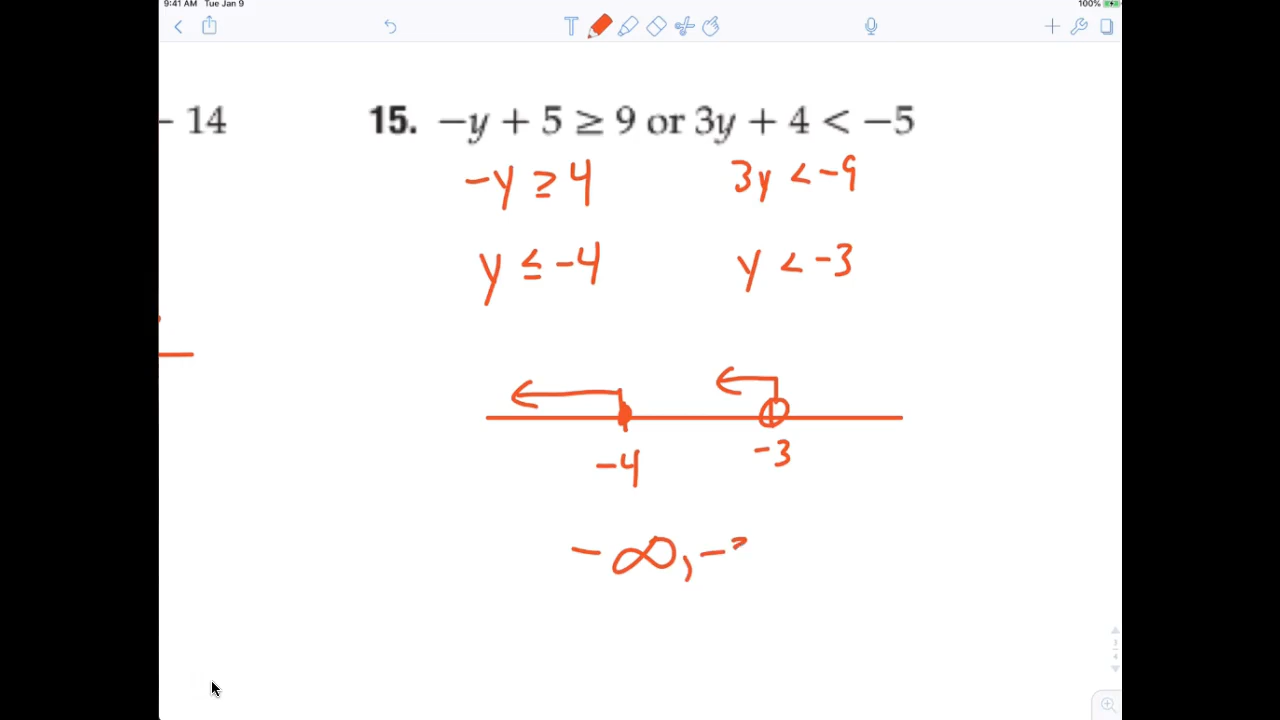 9:41 AM Tue Jan 9
100%
T
- 14
15. −y + 5 ≥ 9 or 3y + 4 < −5
-y ≥ 4
3y < -9
y ≤ -4
y < -3
-4
-3
-∞, -